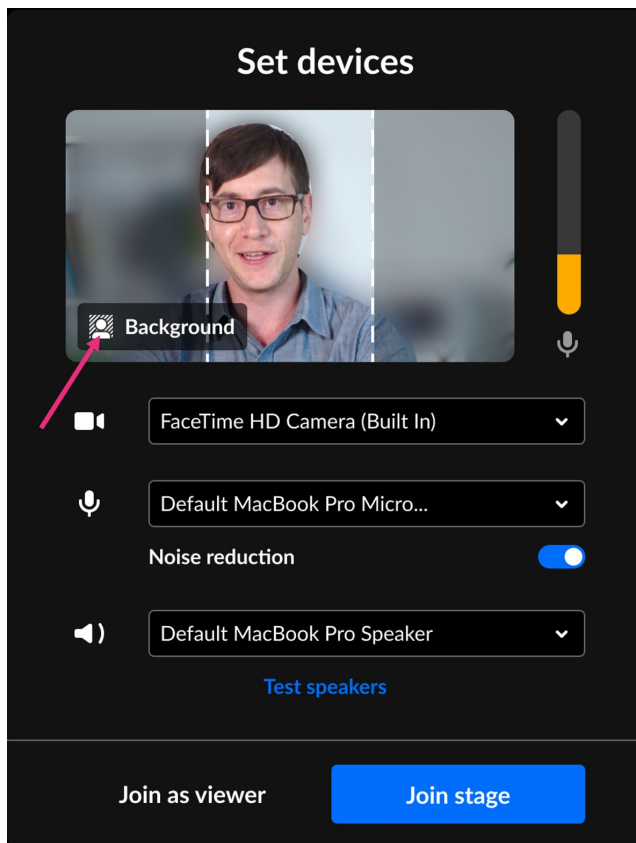 Set devices
Background
FaceTime HD Camera (Built In)
Default MacBook Pro Micro...
Noise reduction
Default MacBook Pro Speaker
Test speakers
Join as viewer
Join stage